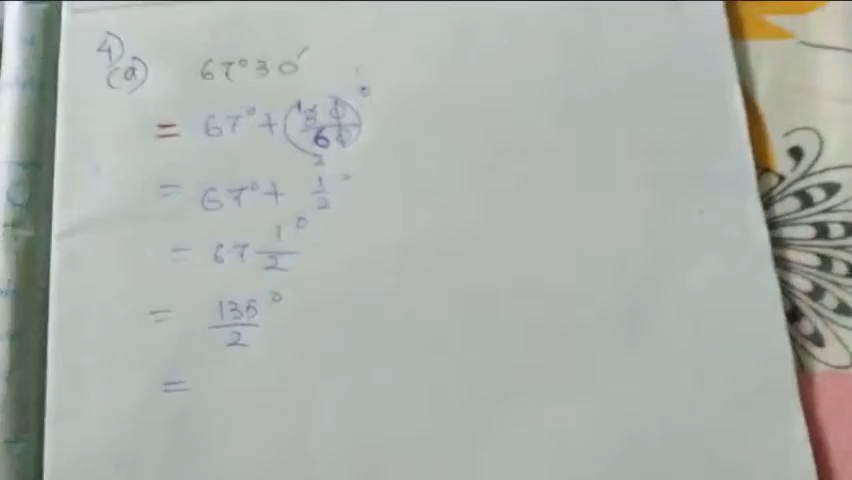 4)
(a) 67°30′
= 67° + (30/60)°
= 67° + 1/2°
= 67 1/2°
= 135°/2
=